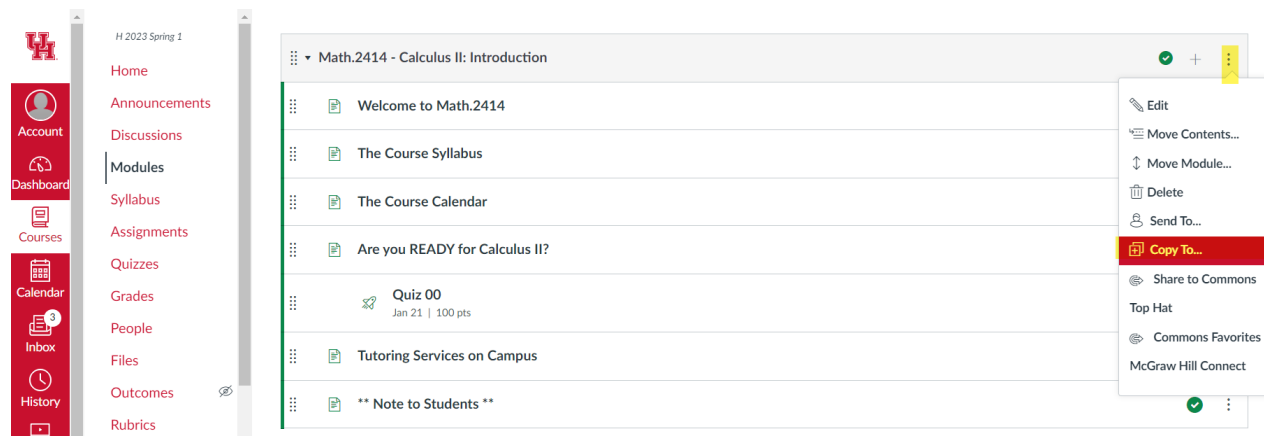 UH
Account
Dashboard
Courses
Calendar
3
Inbox
History
H 2023 Spring 1
Home
Announcements
Discussions
Modules
Syllabus
Assignments
Quizzes
Grades
People
Files
Outcomes
Rubrics
Math.2414 - Calculus II: Introduction
Welcome to Math.2414
The Course Syllabus
The Course Calendar
Are you READY for Calculus II?
Quiz 00
Jan 21 | 100 pts
Tutoring Services on Campus
** Note to Students **
Edit
Move Contents...
Move Module...
Delete
Send To...
Copy To...
Share to Commons
Top Hat
Commons Favorites
McGraw Hill Connect